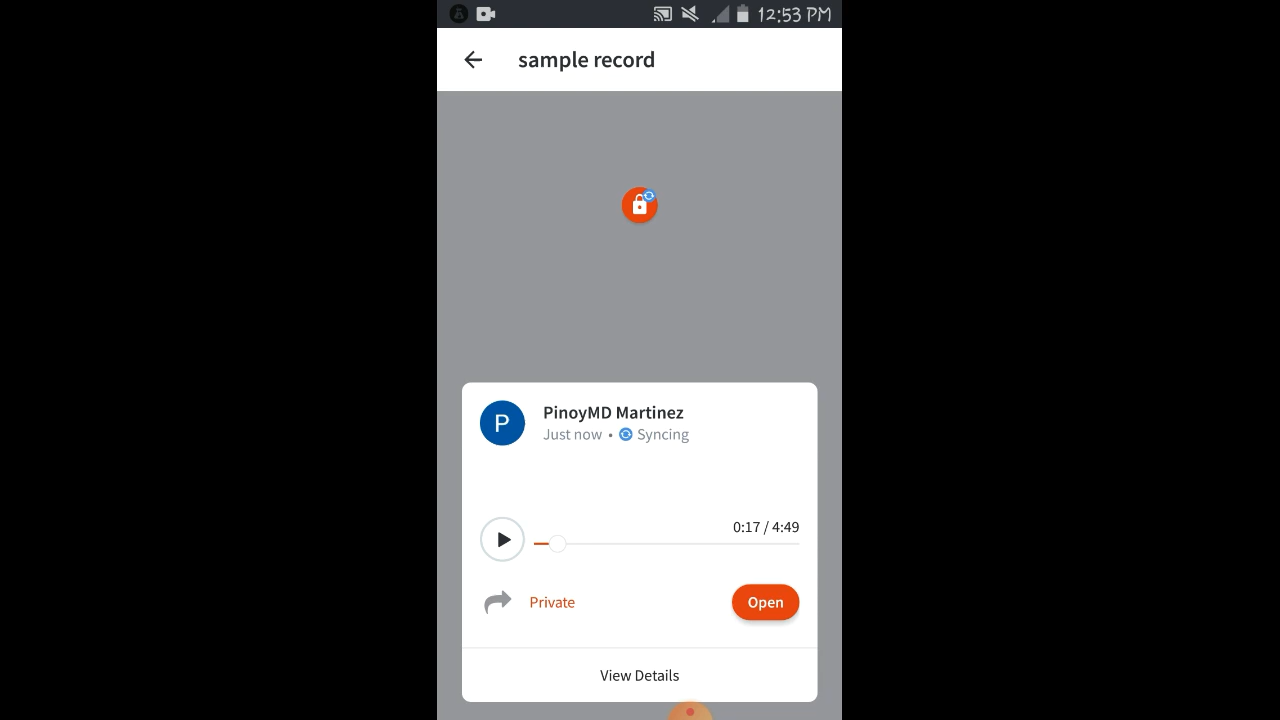 12:53 PM
sample record
P
PinoyMD Martinez
Just now • Syncing
0:17 / 4:49
Private
Open
View Details